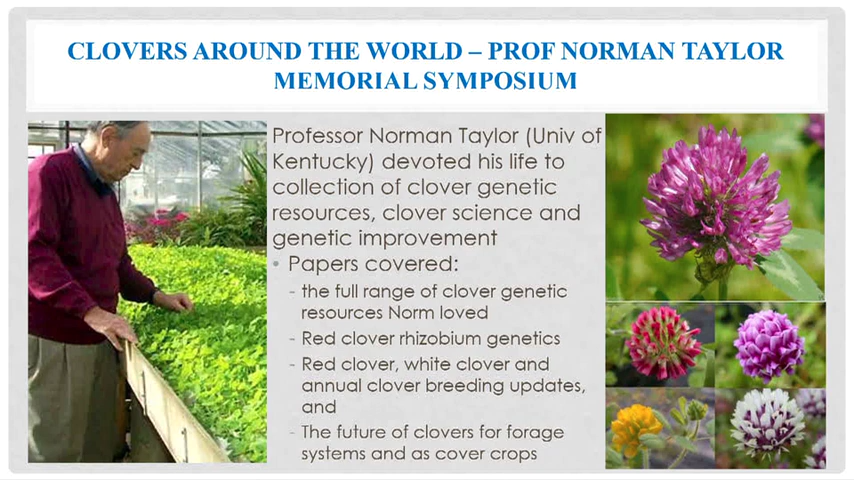 CLOVERS AROUND THE WORLD – PROF NORMAN TAYLOR
MEMORIAL SYMPOSIUM
Professor Norman Taylor (Univ of
Kentucky) devoted his life to
collection of clover genetic
resources, clover science and
genetic improvement
• Papers covered:
- the full range of clover genetic
resources Norm loved
- Red clover rhizobium genetics
- Red clover, white clover and
annual clover breeding updates,
and
- The future of clovers for forage
systems and as cover crops